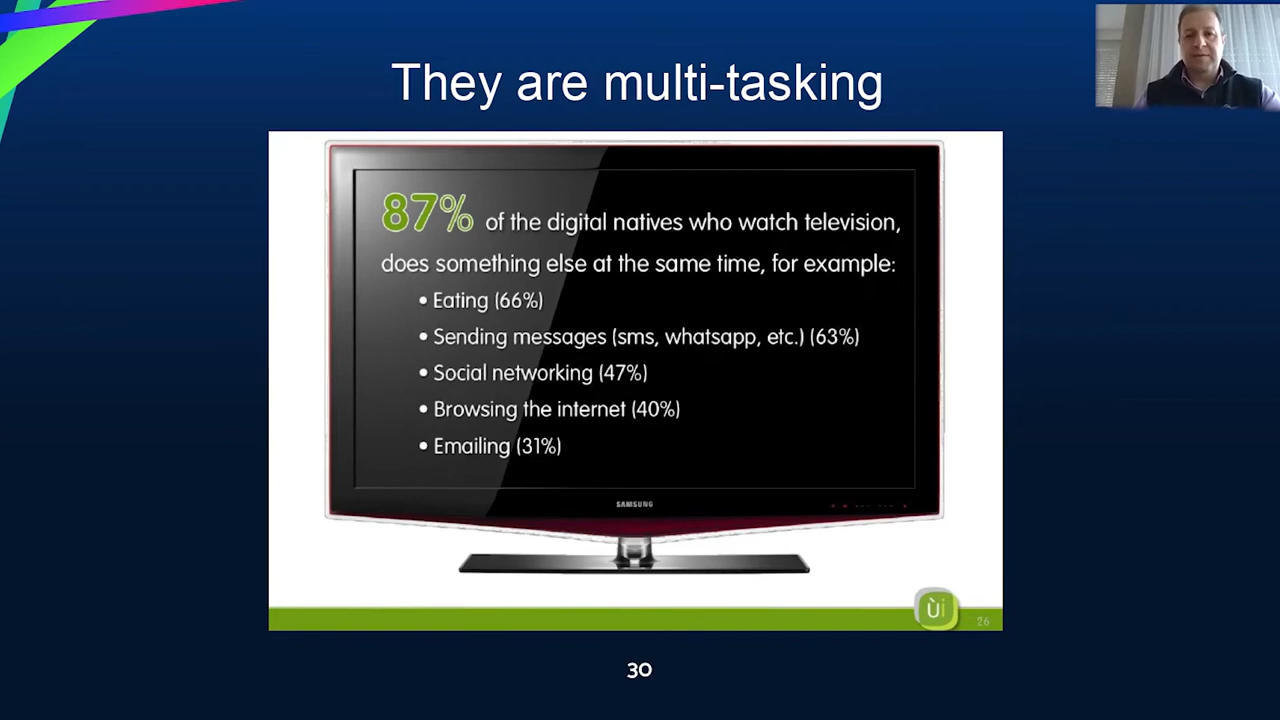 They are multi-tasking
87% of the digital natives who watch television,
does something else at the same time, for example:
• Eating (66%)
• Sending messages (sms, whatsapp, etc.) (63%)
• Social networking (47%)
• Browsing the internet (40%)
• Emailing (31%)
SAMSUNG
Ùi
26
30